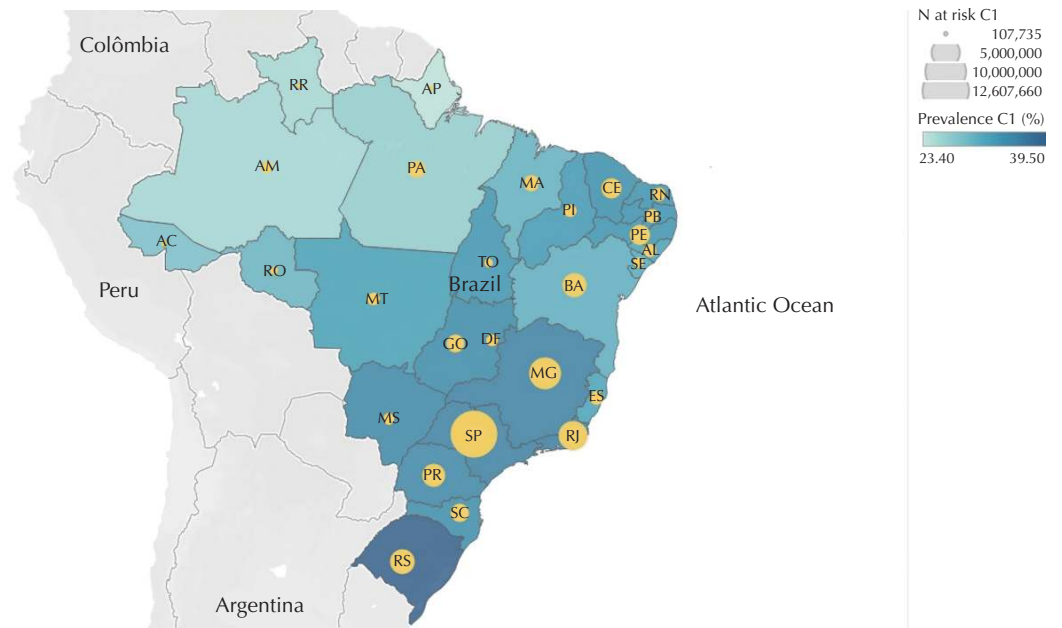 Colômbia
RR
AP
AM
PA
MA
CE
RN
PI
PB
PE
AL
SE
AC
RO
TO
Peru
Brazil
BA
MT
Atlantic Ocean
GO
DF
MG
ES
MS
SP
RJ
PR
SC
RS
Argentina
N at risk C1
107,735
5,000,000
10,000,000
12,607,660
Prevalence C1 (%)
23.40 39.50